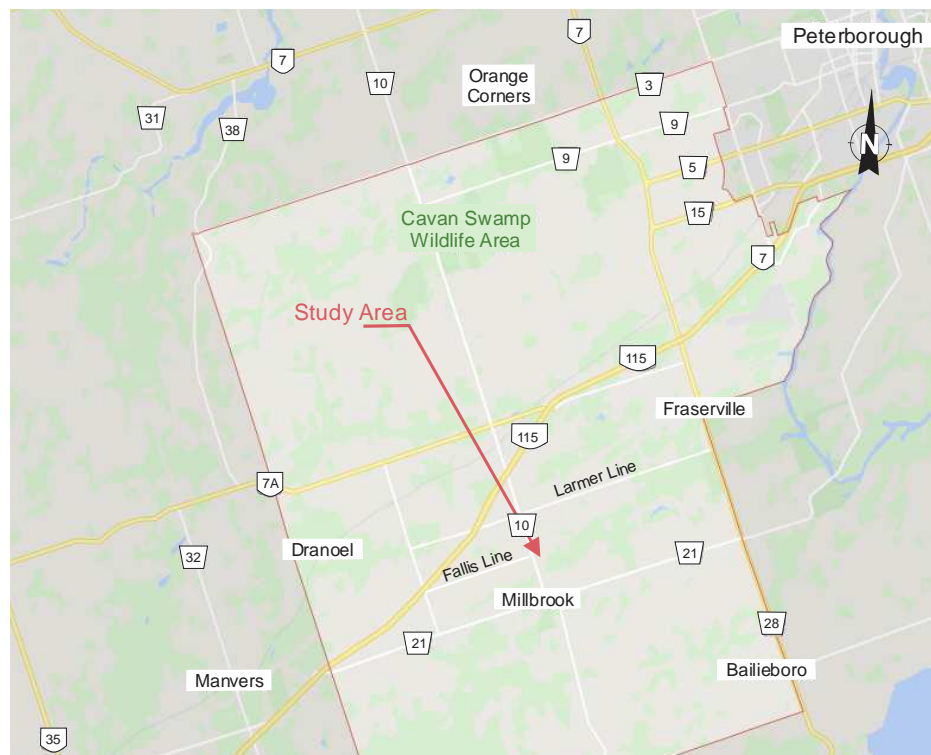 7
Peterborough
7
10
Orange
Corners
3
31
38
9
9
5
15
N
Cavan Swamp
Wildlife Area
7
Study Area
115
Fraserville
115
Larmer Line
7A
10
Dranoel
32
21
Fallis Line
Millbrook
28
21
Bailieboro
Manvers
35